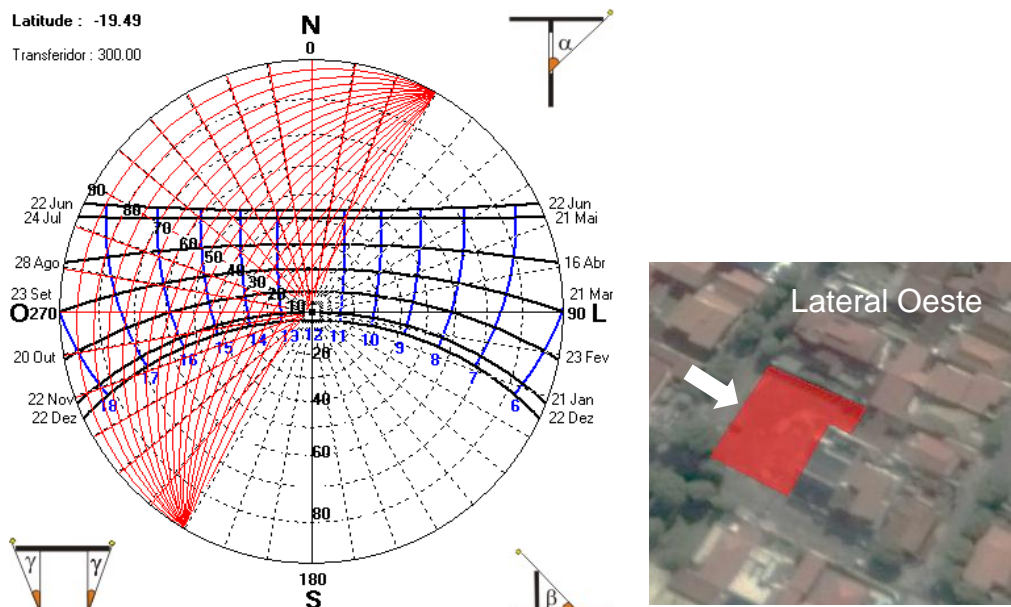 Latitude : -19.49
Transferidor : 300.00
N
0
α
90
80
70
60
50
40
30
20
10
22 Jun
24 Jul
28 Ago
23 Set
O 270
20 Out
22 Nov
22 Dez
22 Jun
21 Mai
16 Abr
21 Mar
90 L
23 Fev
21 Jan
22 Dez
18
17
16
15
14
13
12
11
10
9
8
7
6
20
40
60
80
180
S
γ
γ
β
Lateral Oeste